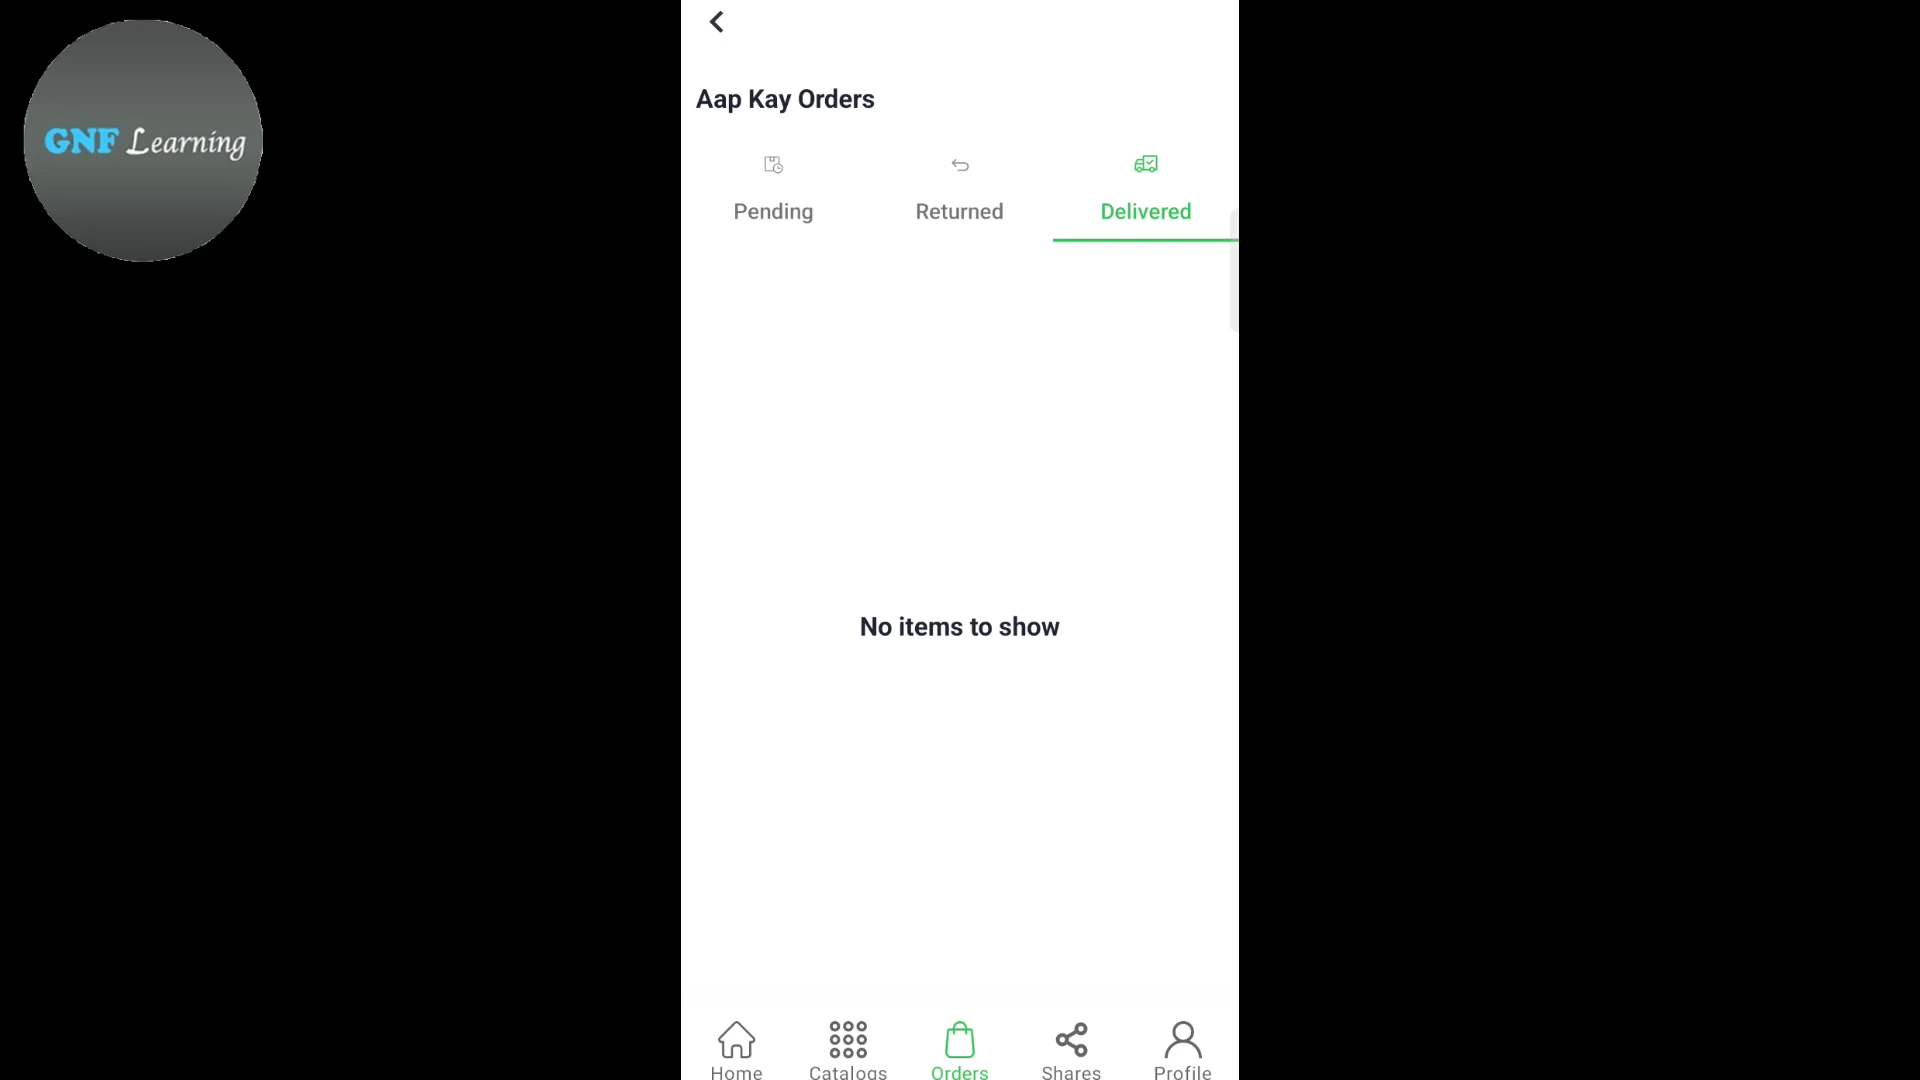 GNF Learning
Aap Kay Orders
Pending
Returned
Delivered
No items to show
Home
Catalogs
Orders
Shares
Profile